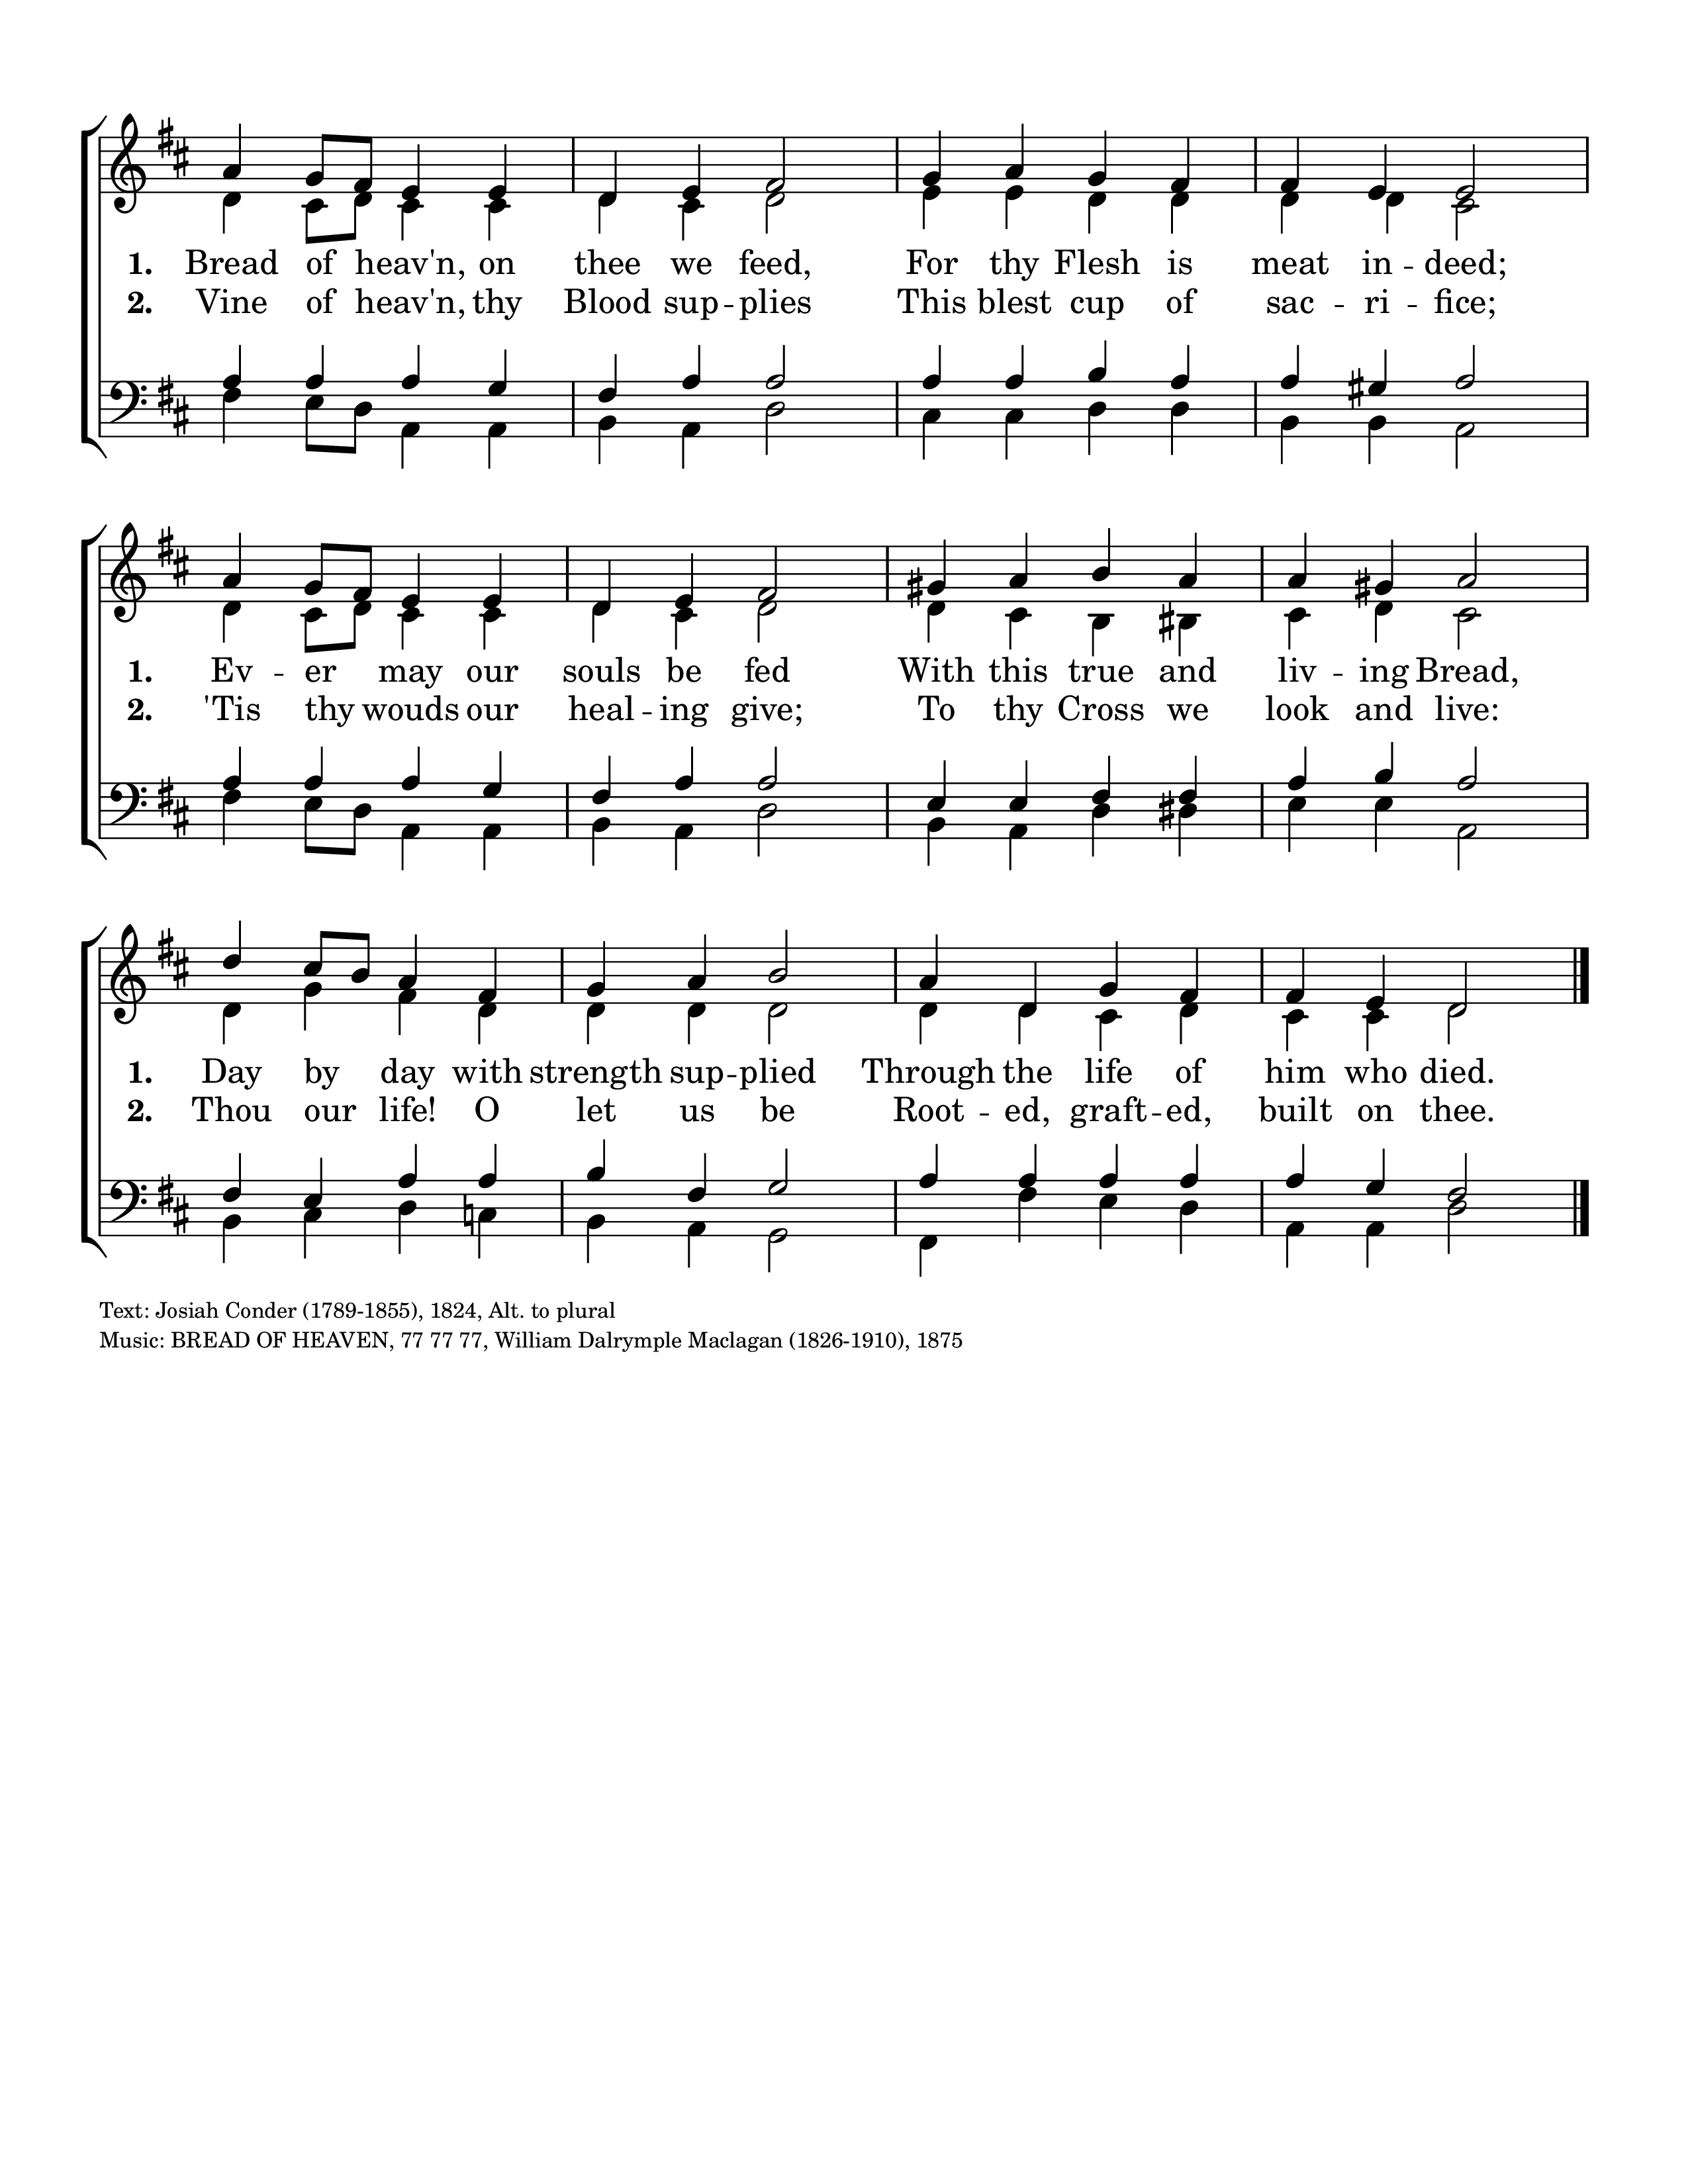 1. Bread of heav'n, on thee we feed, For thy Flesh is meat in -- deed;
2. Vine of heav'n, thy Blood sup -- plies This blest cup of sac -- ri -- fice;
1. Ev -- er may our souls be fed With this true and liv -- ing Bread,
2. 'Tis thy wouds our heal -- ing give; To thy Cross we look and live:
1. Day by day with strength sup -- plied Through the life of him who died.
2. Thou our life! O let us be Root -- ed, graft -- ed, built on thee.
Text: Josiah Conder (1789-1855), 1824, Alt. to plural
Music: BREAD OF HEAVEN, 77 77 77, William Dalrymple Maclagan (1826-1910), 1875